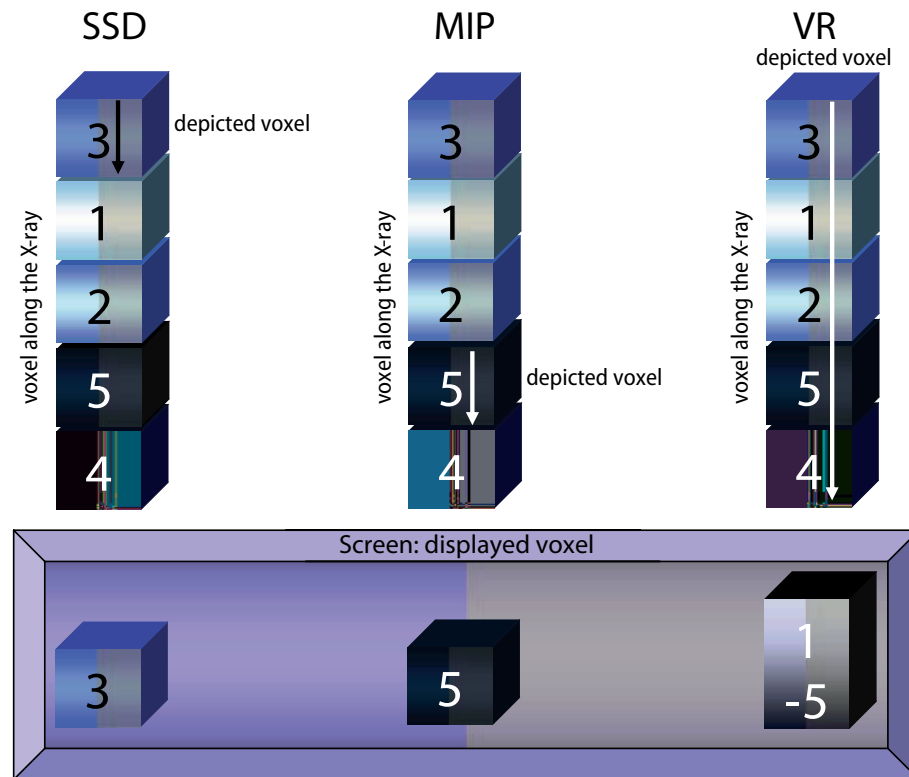 SSD
MIP
VR
depicted voxel
3
depicted voxel
1
2
5
4
voxel along the X-ray
3
1
2
5
depicted voxel
4
voxel along the X-ray
3
1
2
5
4
voxel along the X-ray
Screen: displayed voxel
3
5
1
-5